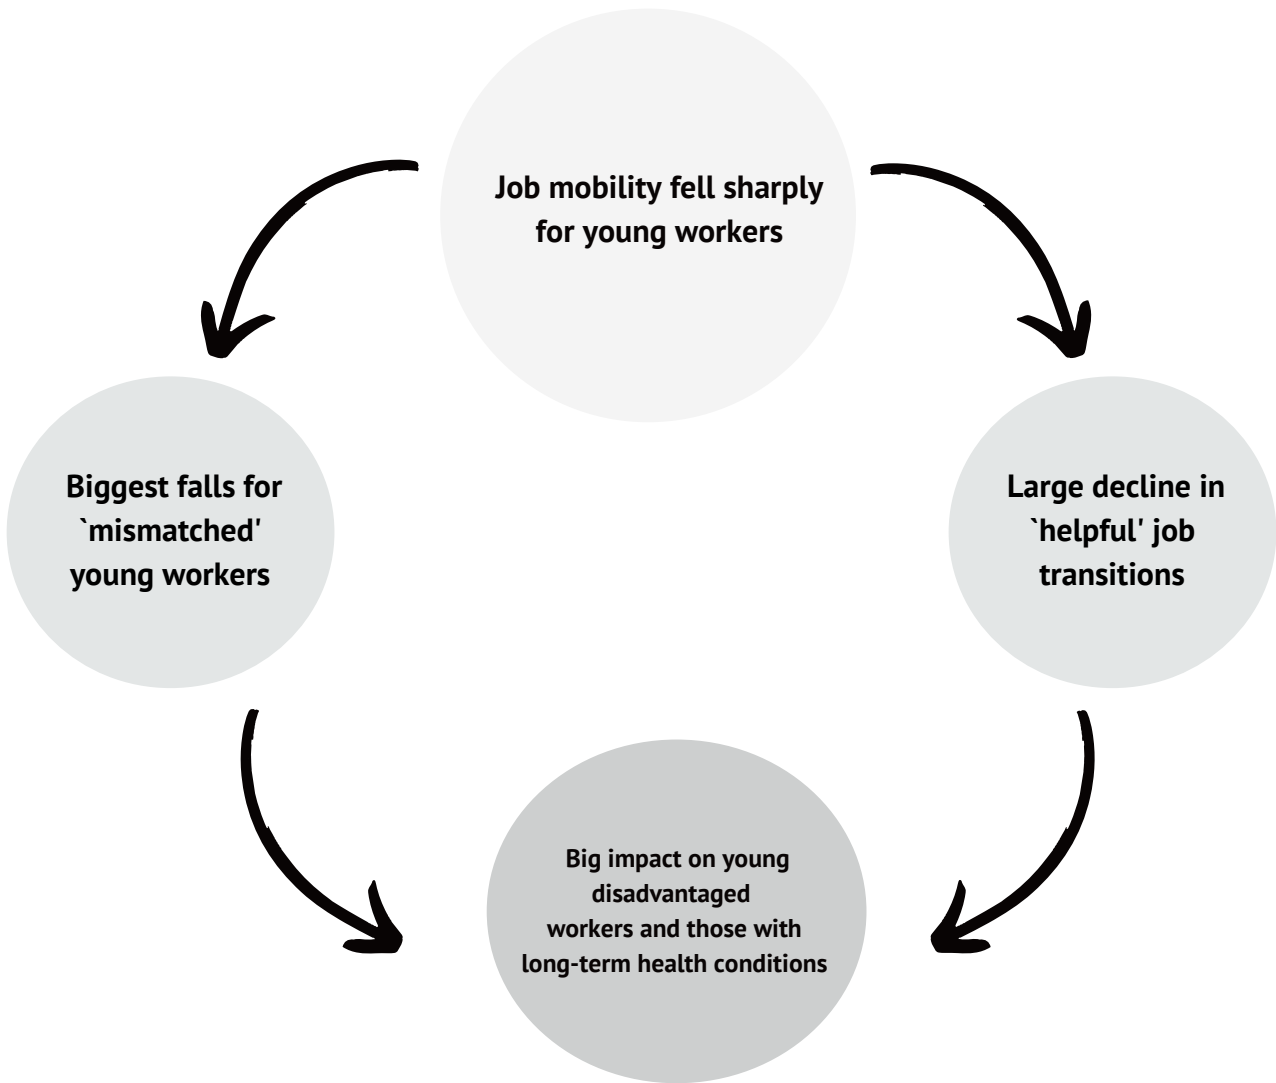 Job mobility fell sharply
for young workers
Biggest falls for
`mismatched'
young workers
Large decline in
`helpful' job
transitions
Big impact on young
disadvantaged
workers and those with
long-term health conditions